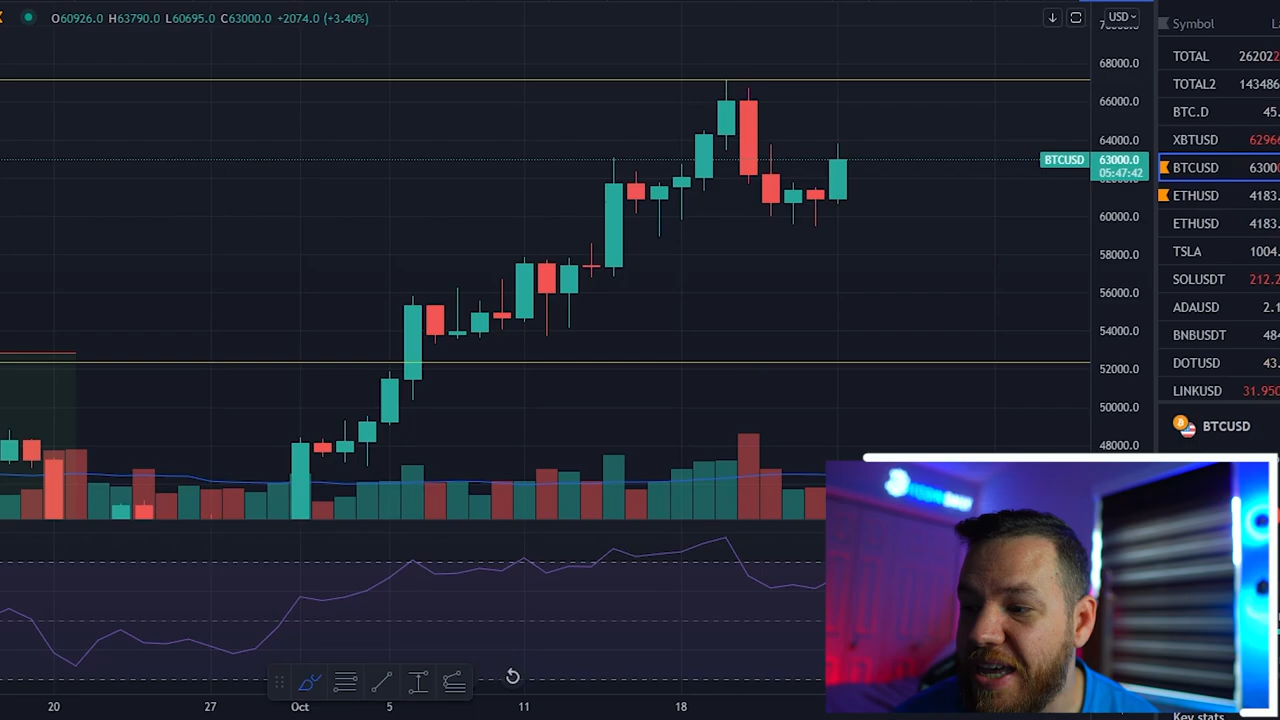 O60926.0 H63790.0 L60695.0 C63000.0 +2074.0 (+3.40%)
USD
68000.0
66000.0
64000.0
BTCUSD 63000.0
05:47:42
60000.0
58000.0
56000.0
54000.0
52000.0
50000.0
48000.0
20 27 Oct 5 11 18
Symbol
TOTAL 262022
TOTAL2 143486
BTC.D 45.
XBTUSD 6296
BTCUSD 6300
ETHUSD 4183.
ETHUSD 4183.
TSLA 1004.
SOLUSDT 212.2
ADAUSD 2.1
BNBUSDT 484
DOTUSD 43.
LINKUSD 31.950
BTCUSD
Key stats